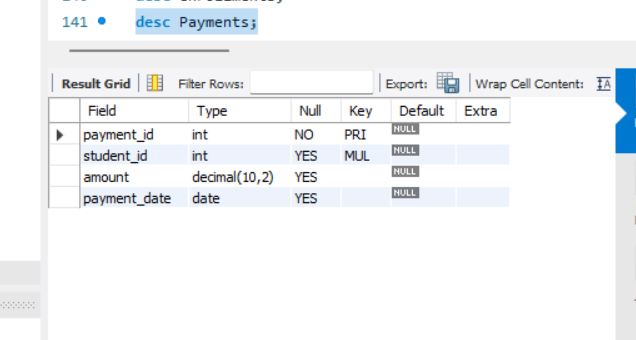 141 desc Payments;
Result Grid Filter Rows: Export: Wrap Cell Content:
Field Type Null Key Default Extra
payment_id int NO PRI NULL
student_id int YES MUL NULL
amount decimal(10,2) YES NULL
payment_date date YES NULL